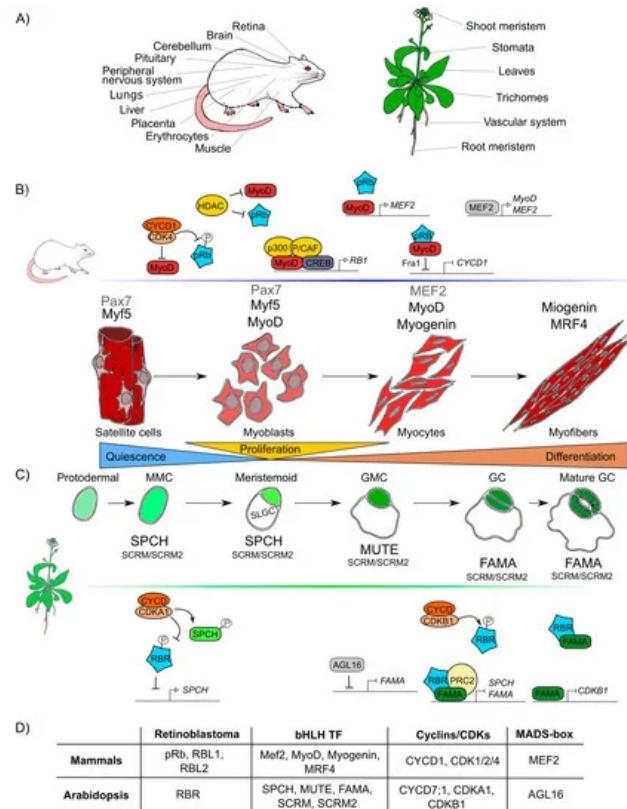 A)
Retina
Brain
Cerebellum
Pituitary
Peripheral
nervous system
Lungs
Liver
Placenta
Erythrocytes
Muscle
Shoot meristem
Stomata
Leaves
Trichomes
Vascular system
Root meristem
B)
HDAC
MyoD
pRb
CYCD1
CDK4
P
pRb
MyoD
p300 P/CAF
MyoD CREB
RB1
pRb
MyoD
MEF2
MEF2
MyoD
MEF2
pRB
MyoD
Fra1
CYCD1
Pax7
Myf5
Pax7
Myf5
MyoD
MEF2
MyoD
Myogenin
Miogenin
MRF4
Satellite cells
Myoblasts
Myocytes
Myofibers
Quiescence
Proliferation
Differentiation
C)
Protodermal
MMC
Meristemoid
GMC
GC
Mature GC
SLGC
SPCH
SCRM/SCRM2
SPCH
SCRM/SCRM2
MUTE
SCRM/SCRM2
FAMA
SCRM/SCRM2
FAMA
SCRM/SCRM2
CYCD
CDKA1
P
SPCH
P
RBR
SPCH
AGL16
FAMA
CYCD
CDKB1
P
RBR
RBR PRC2
FAMA
SPCH
FAMA
RBR
FAMA
FAMA
CDKB1
D)
Retinoblastoma bHLH TF Cyclins/CDKs MADS-box
Mammals pRb, RBL1, RBL2 Mef2, MyoD, Myogenin, MRF4 CYCD1, CDK1/2/4 MEF2
Arabidopsis RBR SPCH, MUTE, FAMA, SCRM, SCRM2 CYCD7;1, CDKA1, CDKB1 AGL16